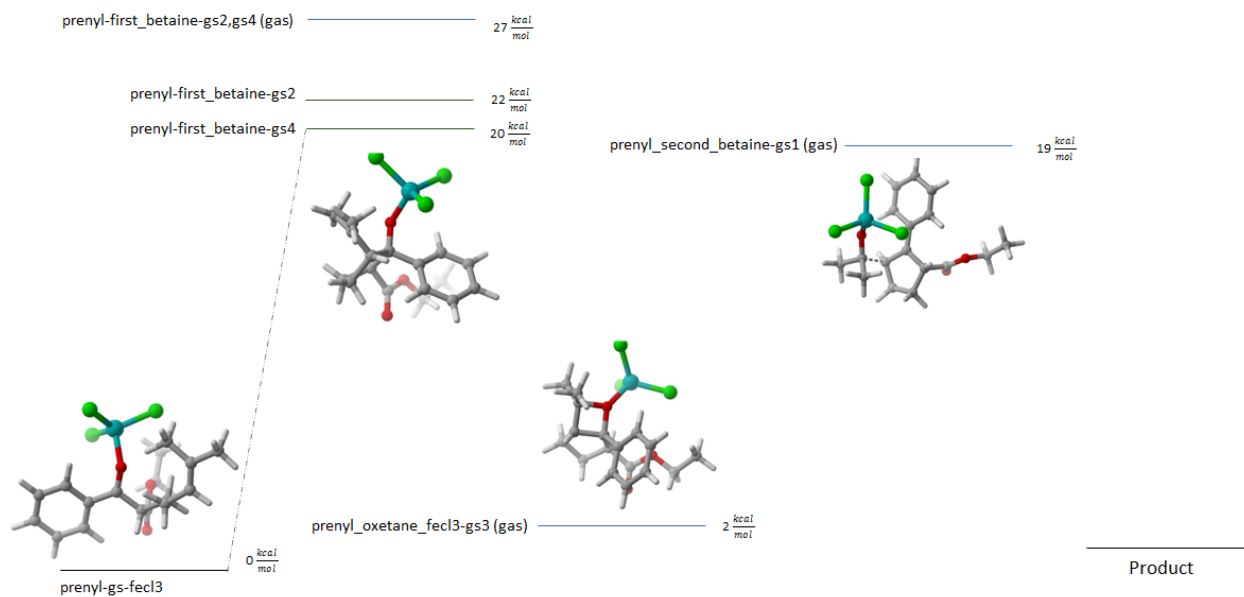 prenyl-first_betaine-gs2,gs4 (gas)
27 kcal/mol
prenyl-first_betaine-gs2
22 kcal/mol
prenyl-first_betaine-gs4
20 kcal/mol
prenyl_second_betaine-gs1 (gas)
19 kcal/mol
prenyl_oxetane_fecl3-gs3 (gas)
2 kcal/mol
0 kcal/mol
prenyl-gs-fecl3
Product